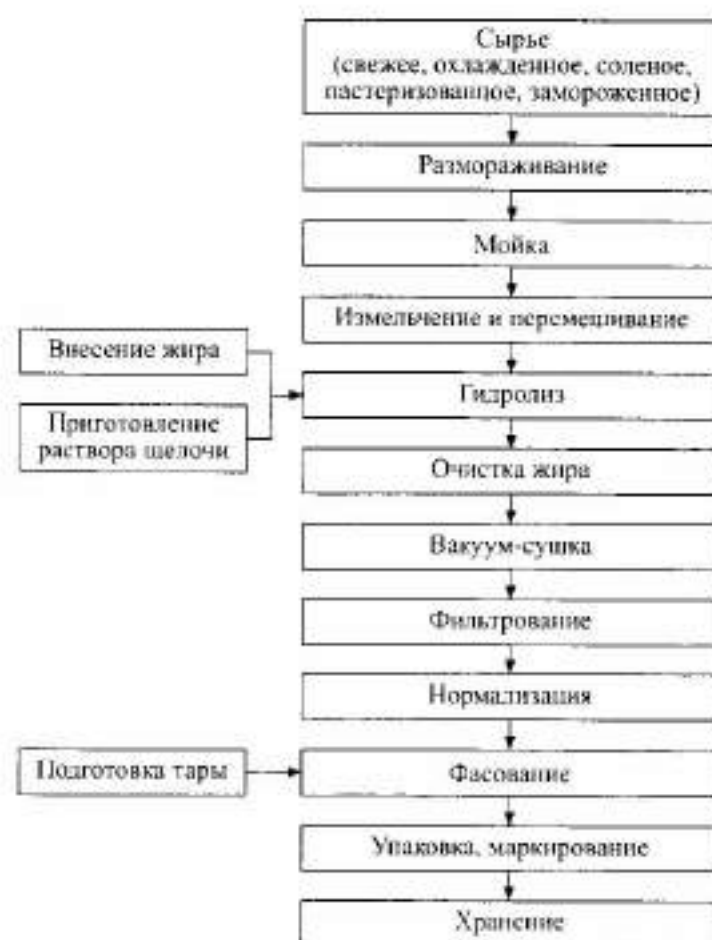 Сырье
(свежее, охлажденное, соленое,
пастеризованное, замороженное)
Размораживание
Мойка
Измельчение и перемешивание
Внесение жира
Приготовление
раствора щелочи
Гидролиз
Очистка жира
Вакуум-сушка
Фильтрование
Нормализация
Подготовка тары
Фасование
Упаковка, маркирование
Хранение